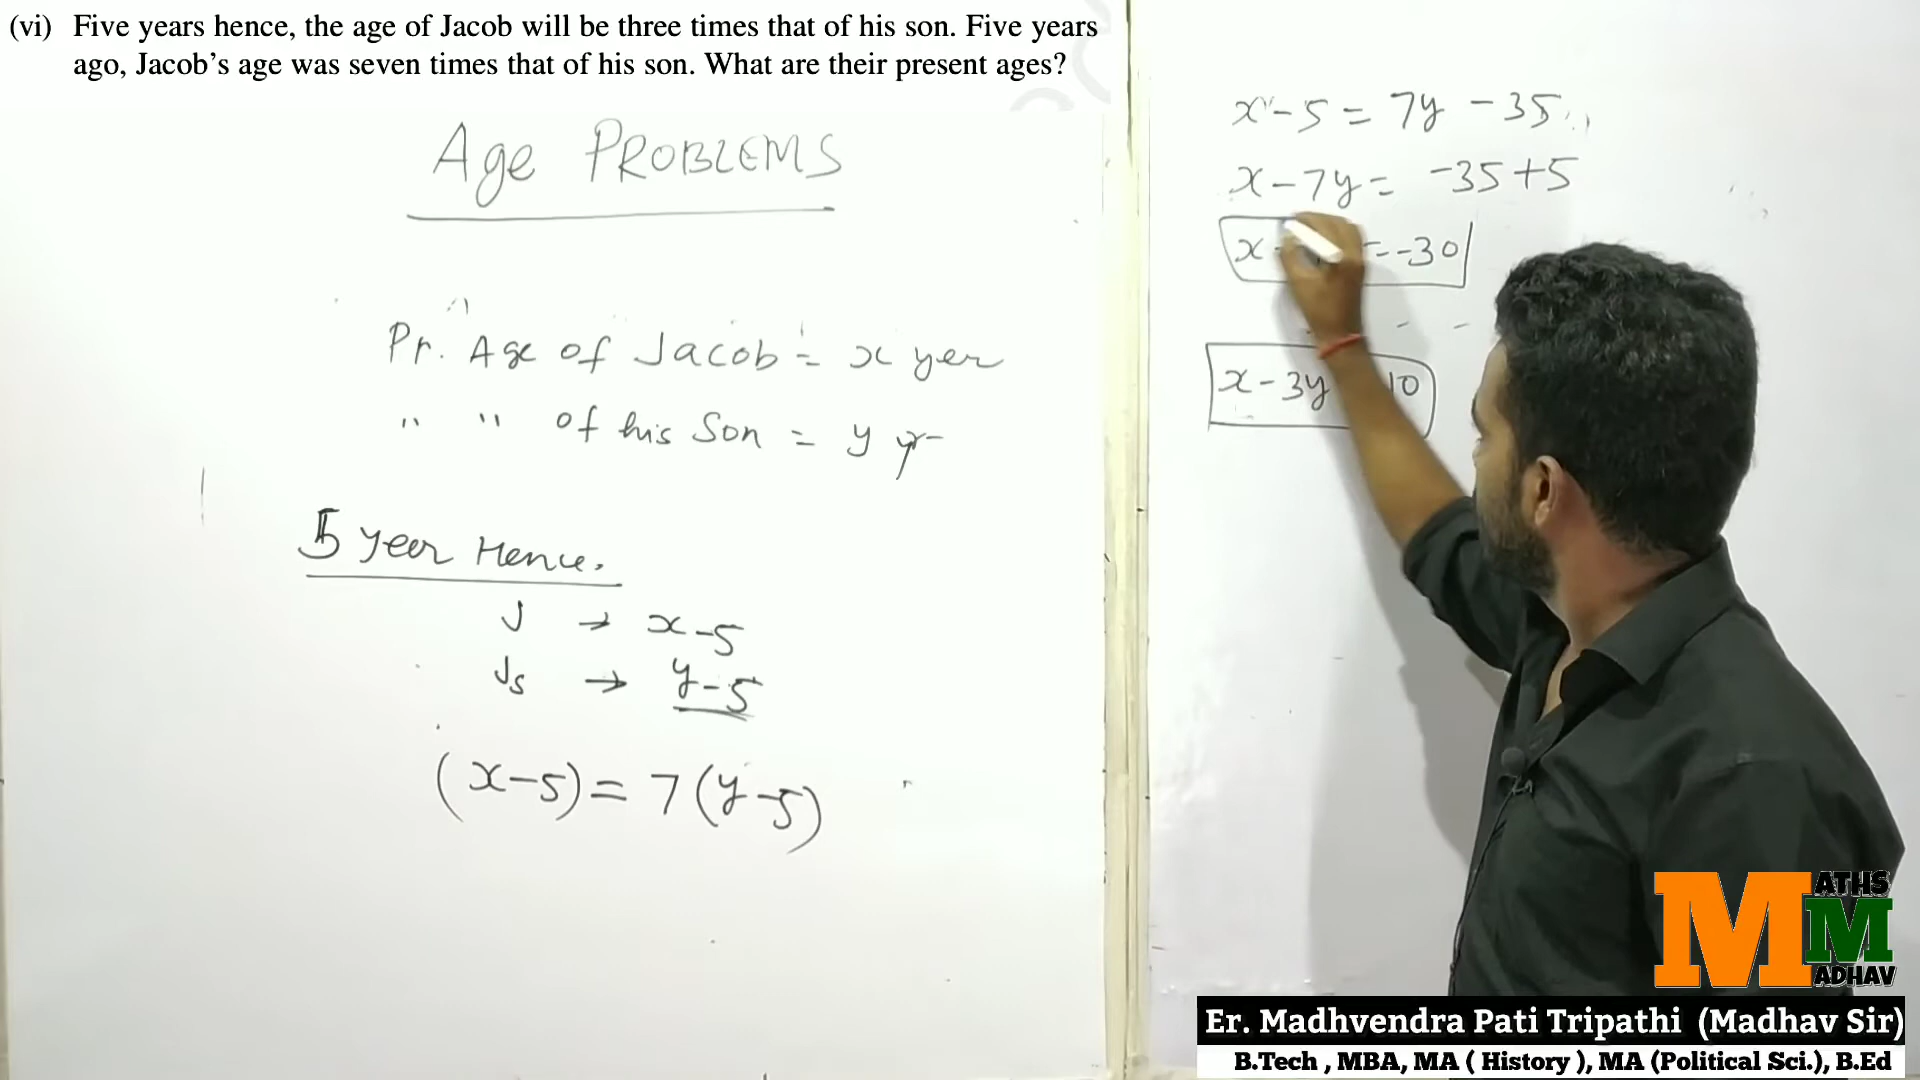 (vi) Five years hence, the age of Jacob will be three times that of his son. Five years
ago, Jacob's age was seven times that of his son. What are their present ages?
Age PROBLEMS
Pr. Age of Jacob = x yer
" " of his Son = y yr
5 year Hence.
J → x-5
Js → y-5
(x-5) = 7(y-5)
x-5 = 7y -35
x-7y = -35+5
x- = -30
x-3y 10
MATHS
MADHAV
Er. Madhvendra Pati Tripathi (Madhav Sir)
B.Tech , MBA, MA ( History ), MA (Political Sci.), B.Ed